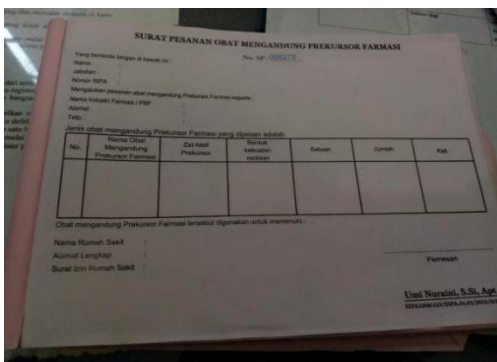 SURAT PESANAN OBAT MENGANDUNG PREKURSOR FARMASI
No. SP :
Yang bertanda tangan di bawah ini :
Nama :
Jabatan :
Nomor SIPA :
Mengajukan pesanan obat mengandung Prekursor Farmasi kepada :
Nama Industri Farmasi / PBF :
Alamat :
Telp. :
Jenis obat mengandung Prekursor Farmasi yang dipesan adalah
No. Nama Obat Mengandung Prekursor Farmasi Zat Aktif Prekursor Bentuk kekuatan sediaan Satuan Jumlah Ket.
Obat mengandung Prekursor Farmasi tersebut digunakan untuk memenuhi :
Nama Rumah Sakit :
Alamat Lengkap :
Surat Izin Rumah Sakit :
Pemesan
Umi Nuraini, S.Si, Apt